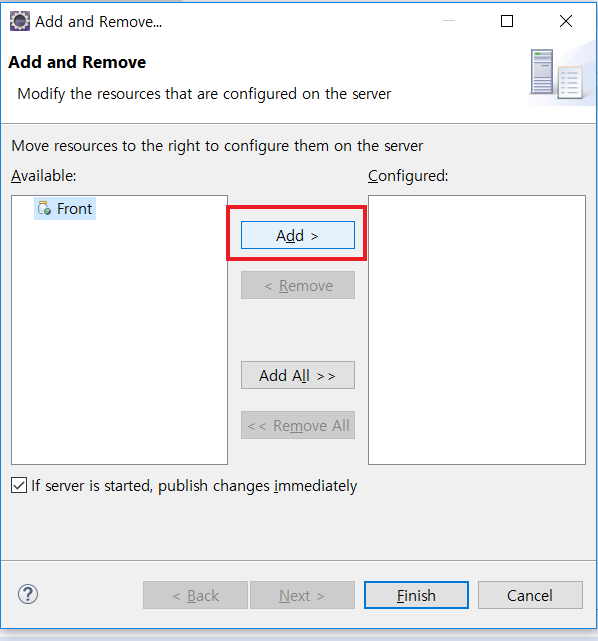 Add and Remove...
Add and Remove
Modify the resources that are configured on the server
Move resources to the right to configure them on the server
Available:
Configured:
Front
Add >
< Remove
Add All >>
<< Remove All
If server is started, publish changes immediately
?
< Back
Next >
Finish
Cancel